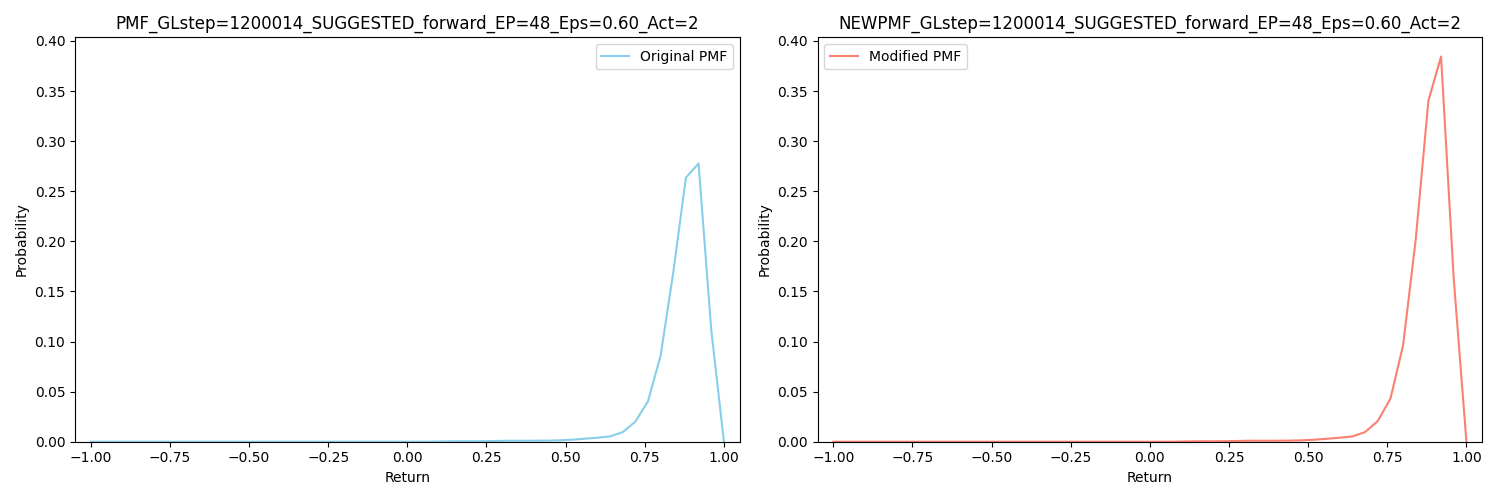 PMF_GLstep=1200014_SUGGESTED_forward_EP=48_Eps=0.60_Act=2
Original PMF
0.40
0.35
0.30
0.25
0.20
0.15
0.10
0.05
0.00
Probability
−1.00 −0.75 −0.50 −0.25 0.00 0.25 0.50 0.75 1.00
Return
NEWPMF_GLstep=1200014_SUGGESTED_forward_EP=48_Eps=0.60_Act=2
Modified PMF
0.40
0.35
0.30
0.25
0.20
0.15
0.10
0.05
0.00
Probability
−1.00 −0.75 −0.50 −0.25 0.00 0.25 0.50 0.75 1.00
Return